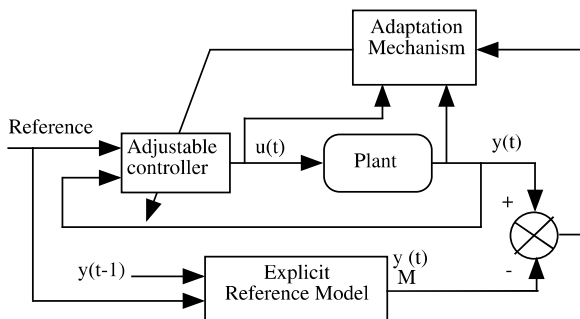 Adaptation
Mechanism
Reference
Adjustable
controller
u(t)
Plant
y(t)
+
-
y(t-1)
Explicit
Reference Model
y (t)
M